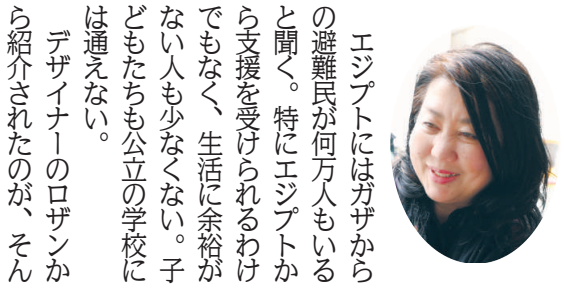 エジプトにはガザから
の避難民が何万人もいる
と聞く。特にエジプトか
ら支援を受けられるわけ
でもなく、生活に余裕が
ない人も少なくない。子
どもたちも公立の学校に
は通えない。
デザイナーのロザンか
ら紹介されたのが、そん